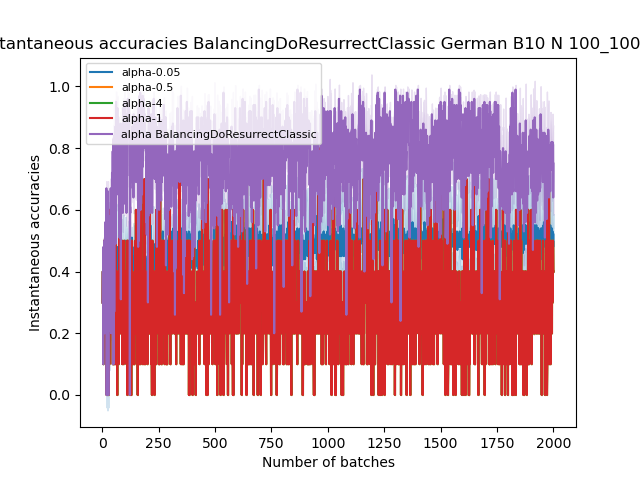 tantaneous accuracies BalancingDoResurrectClassic German B10 N 100_100
alpha-0.05
alpha-0.5
alpha-4
alpha-1
alpha BalancingDoResurrectClassic
Instantaneous accuracies
1.0
0.8
0.6
0.4
0.2
0.0
0 250 500 750 1000 1250 1500 1750 2000
Number of batches